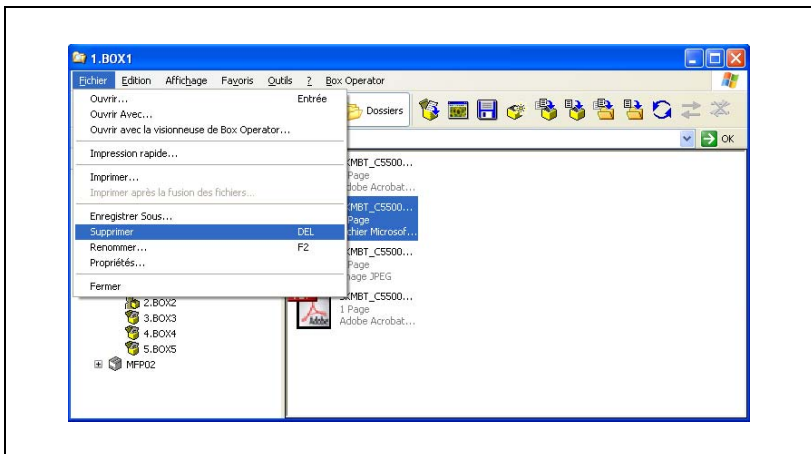 1.BOX1
Fichier Edition Affichage Favoris Outils ? Box Operator
Ouvrir... Entrée
Ouvrir Avec...
Ouvrir avec la visionneuse de Box Operator...
Impression rapide...
Imprimer...
Imprimer après la fusion des fichiers...
Enregistrer Sous...
Supprimer DEL
Renommer... F2
Propriétés...
Fermer
Dossiers
OK
KMBT_C5500...
Page
dobe Acrobat...
KMBT_C5500...
Page
chier Microsof...
KMBT_C5500...
Page
mage JPEG
KMBT_C5500...
1 Page
Adobe Acrobat...
Adobe
2.BOX2
3.BOX3
4.BOX4
5.BOX5
MFP02